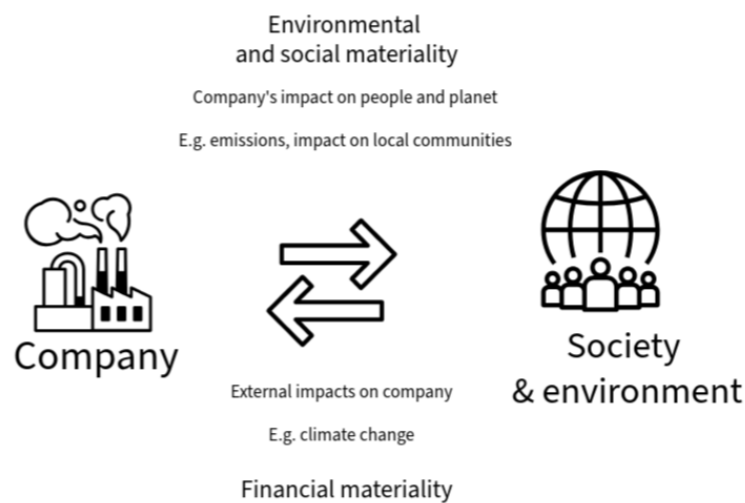 Environmental
and social materiality
Company's impact on people and planet
E.g. emissions, impact on local communities
Company
Society
& environment
External impacts on company
E.g. climate change
Financial materiality